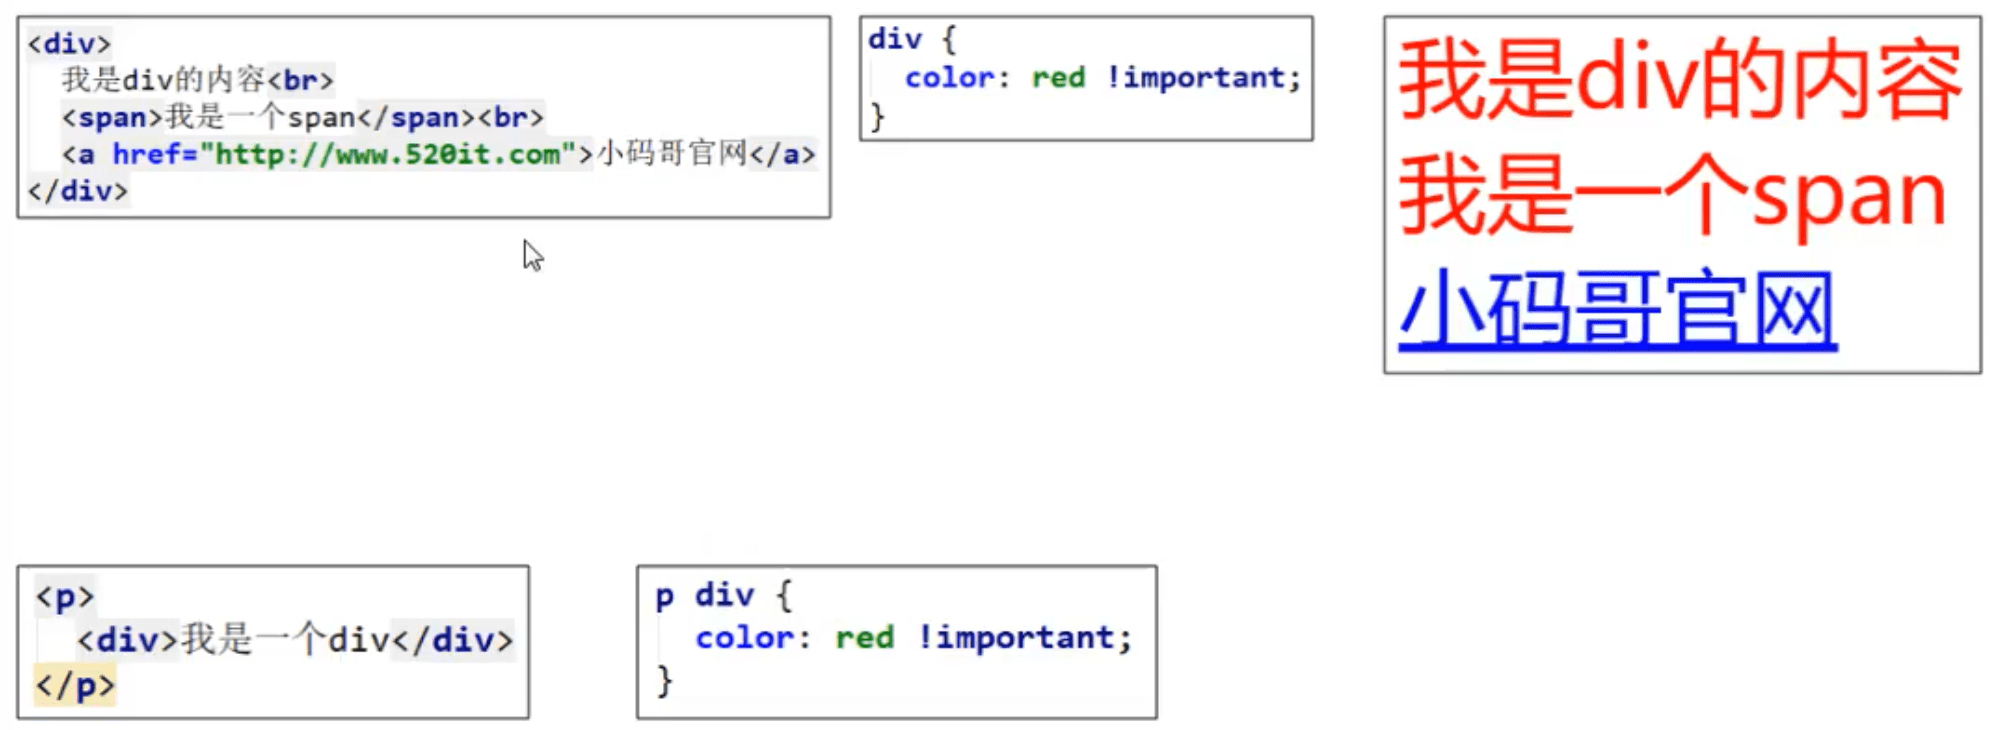 <div>
我是div的内容<br>
<span>我是一个span</span><br>
<a href="http://www.520it.com">小码哥官网</a>
</div>
div {
color: red !important;
}
我是div的内容
我是一个span
小码哥官网
<p>
<div>我是一个div</div>
</p>
p div {
color: red !important;
}